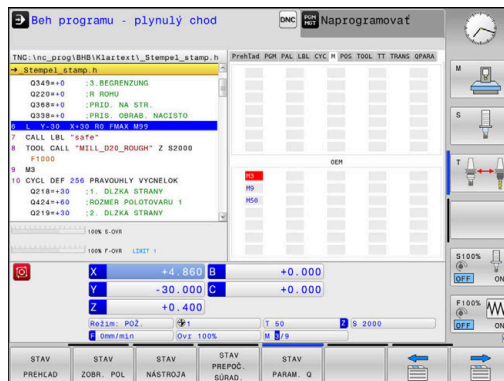 Beh programu - plynulý chod
DNC
PGM MGT
Naprogramovať
TNC:\nc_prog\BHB\Klartext\_Stempel_stamp.h
→_Stempel_stamp.h
Q349=+0 ;3.BEGRENZUNG
Q220=+0 ;R ROHU
Q368=+0 ;PRID. NA STR.
Q338=+0 ;PRIS. OBRAB. NACISTO
6 L Y-30 X+30 R0 FMAX M99
7 CALL LBL "safe"
8 TOOL CALL "MILL_D20_ROUGH" Z S2000
F1000
9 M3
10 CYCL DEF 256 PRAVOUHLY VYCNELOK
Q218=+30 ;1. DLZKA STRANY
Q424=+60 ;ROZMER POLOTOVARU 1
Q219=+30 ;2. DLZKA STRANY
Prehľad PGM PAL LBL CYC M POS TOOL TT TRANS QPARA
OEM
M3
M9
M50
100% S-OVR
100% F-OVR LIMIT 1
X +4.860 B +0.000
Y -30.000 C +0.000
Z +0.400
Režim: POŽ. 1 T 50 Z S 2000
F 0mm/min Ovr 100% M 3/9
M
S
T
S100%
OFF ON
F100%
OFF ON
STAV PREHĽAD
STAV ZOBR. POL
STAV NÁSTROJA
STAV PREPOČ. SÚRAD.
STAV PARAM. Q